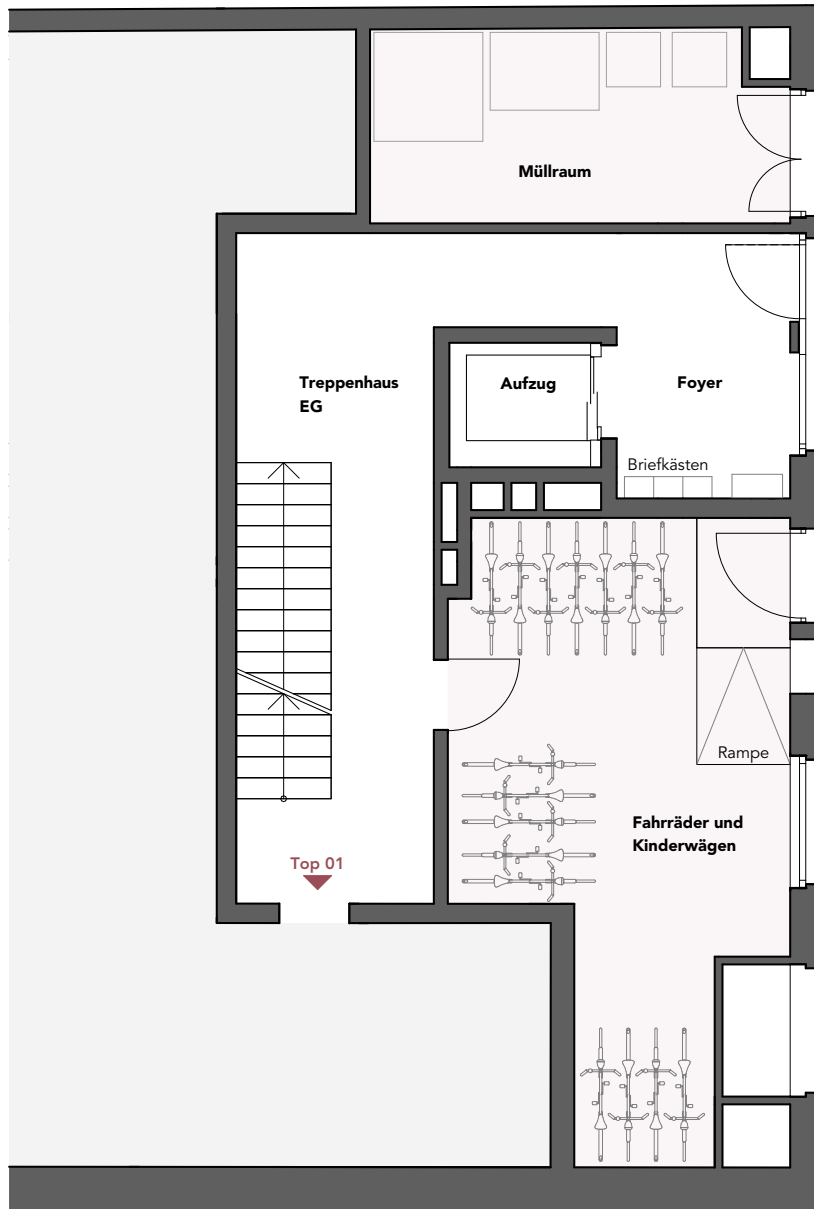 Müllraum
Treppenhaus
EG
Aufzug
Foyer
Briefkästen
Rampe
Fahrräder und
Kinderwägen
Top 01